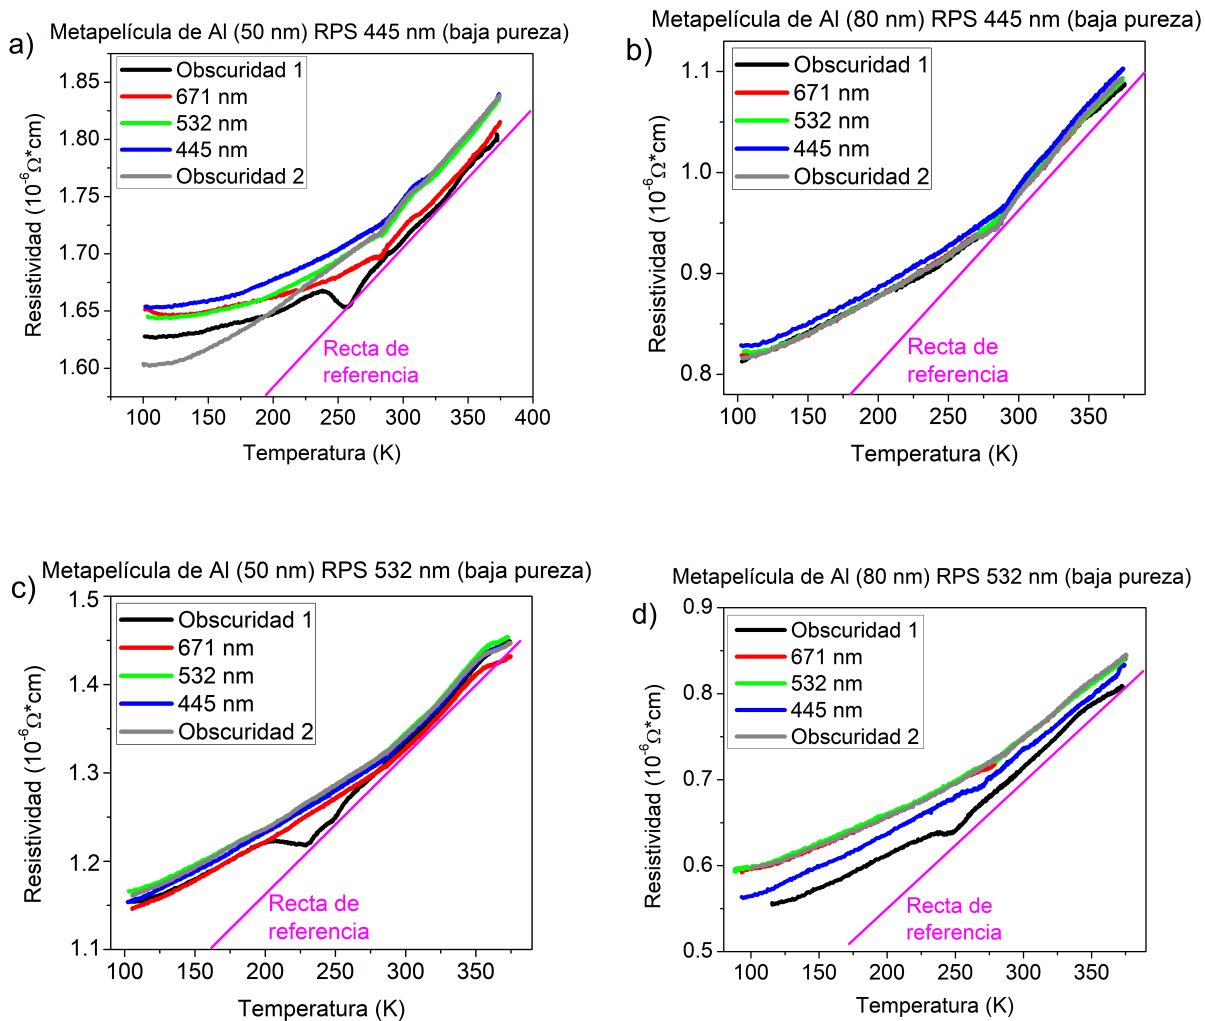 a)
Metapelícula de Al (50 nm) RPS 445 nm (baja pureza)
Obscuridad 1
671 nm
532 nm
445 nm
Obscuridad 2
1.85
1.80
1.75
1.70
1.65
1.60
Resistividad (10⁻⁶Ω*cm)
Recta de
referencia
100 150 200 250 300 350 400
Temperatura (K)
b)
Metapelícula de Al (80 nm) RPS 445 nm (baja pureza)
Obscuridad 1
671 nm
532 nm
445 nm
Obscuridad 2
1.1
1.0
0.9
0.8
Resistividad (10⁻⁶Ω*cm)
Recta de
referencia
100 150 200 250 300 350
Temperatura (K)
c)
Metapelícula de Al (50 nm) RPS 532 nm (baja pureza)
Obscuridad 1
671 nm
532 nm
445 nm
Obscuridad 2
1.5
1.4
1.3
1.2
1.1
Resistividad (10⁻⁶Ω*cm)
Recta de
referencia
100 150 200 250 300 350
Temperatura (K)
d)
Metapelícula de Al (80 nm) RPS 532 nm (baja pureza)
Obscuridad 1
671 nm
532 nm
445 nm
Obscuridad 2
0.9
0.8
0.7
0.6
0.5
Resistividad (10⁻⁶Ω*cm)
Recta de
referencia
100 150 200 250 300 350
Temperatura (K)